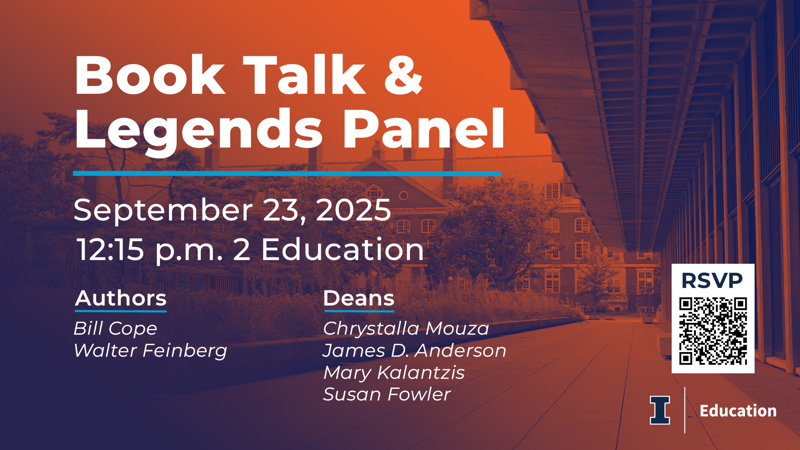 Book Talk &
Legends Panel
September 23, 2025
12:15 p.m. 2 Education
Authors
Bill Cope
Walter Feinberg
Deans
Chrystalla Mouza
James D. Anderson
Mary Kalantzis
Susan Fowler
RSVP
I Education